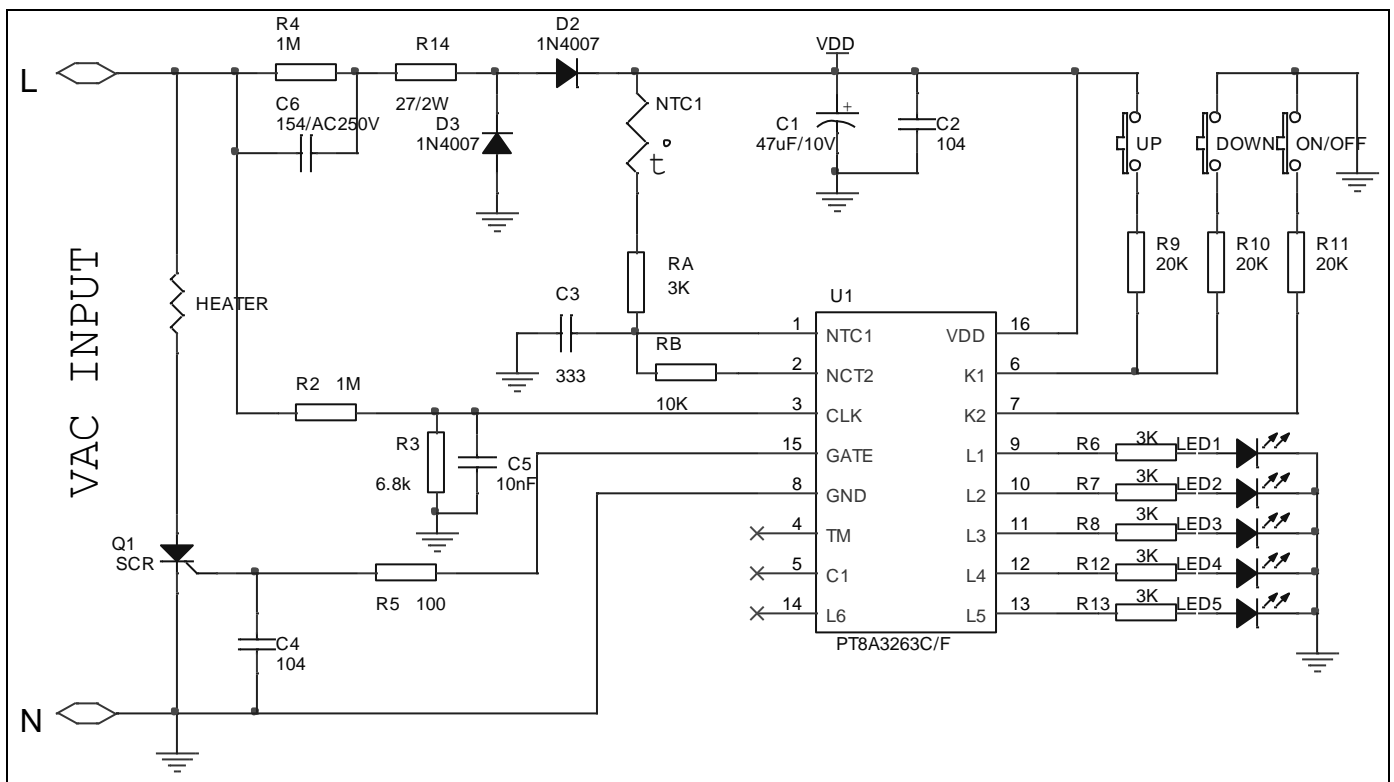 R4
1M
R14
D2
1N4007
VDD
L
C6
154/AC250V
27/2W
D3
1N4007
NTC1
t°
C1
+
47uF/10V
C2
104
UP
DOWN
ON/OFF
VAC INPUT
HEATER
RA
3K
R9
20K
R10
20K
R11
20K
C3
333
RB
10K
U1
1
NTC1
VDD
16
2
NCT2
K1
6
3
CLK
K2
7
15
GATE
L1
9
8
GND
L2
10
4
TM
L3
11
5
C1
L4
12
14
L6
L5
13
PT8A3263C/F
R2 1M
R3
6.8k
C5
10nF
R6
3K
LED1
R7
3K
LED2
R8
3K
LED3
R12
3K
LED4
R13
3K
LED5
Q1
SCR
R5 100
C4
104
N